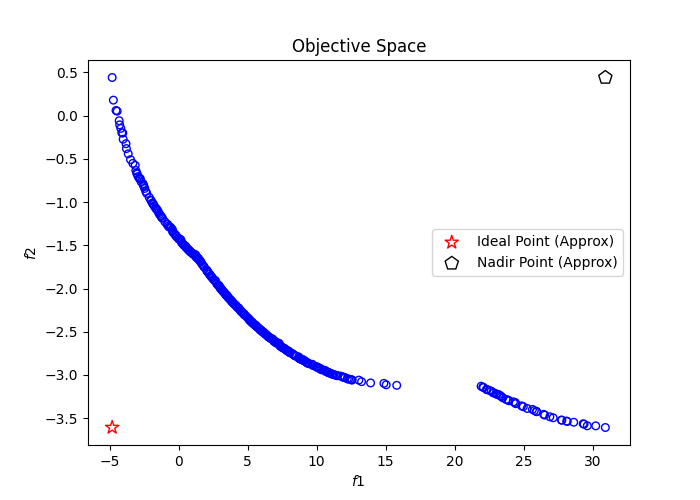 Objective Space
0.5
0.0
−0.5
−1.0
−1.5
−2.0
−2.5
−3.0
−3.5
f2
Ideal Point (Approx)
Nadir Point (Approx)
−5 0 5 10 15 20 25 30
f1